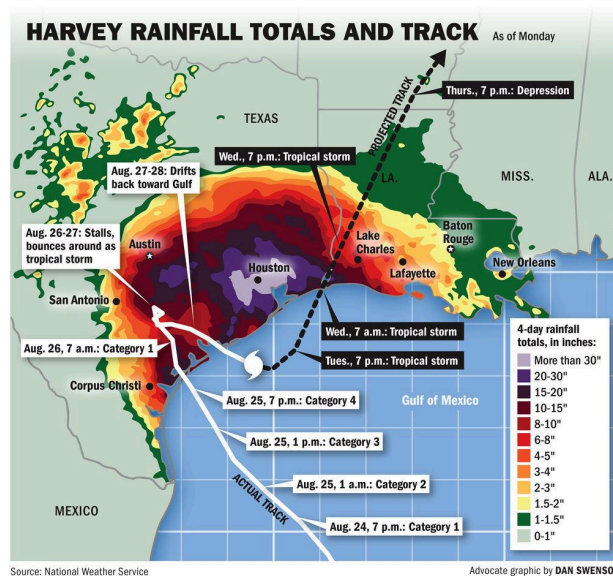 HARVEY RAINFALL TOTALS AND TRACK
As of Monday
Thurs., 7 p.m.: Depression
PROJECTED TRACK
TEXAS
Wed., 7 p.m.: Tropical storm
Aug. 27-28: Drifts
back toward Gulf
LA.
MISS.
ALA.
Aug. 26-27: Stalls,
bounces around as
tropical storm
Austin
Houston
Lake
Charles
Lafayette
Baton
Rouge
New Orleans
San Antonio
Aug. 26, 7 a.m.: Category 1
Wed., 7 a.m.: Tropical storm
Tues., 7 p.m.: Tropical storm
Corpus Christi
Aug. 25, 7 p.m.: Category 4
Gulf of Mexico
Aug. 25, 1 p.m.: Category 3
Aug. 25, 1 a.m.: Category 2
ACTUAL TRACK
Aug. 24, 7 p.m.: Category 1
MEXICO
4-day rainfall
totals, in inches:
More than 30"
20-30"
15-20"
10-15"
8-10"
6-8"
4-5"
3-4"
2-3"
1.5-2"
1-1.5"
0-1"
Source: National Weather Service
Advocate graphic by DAN SWENSO